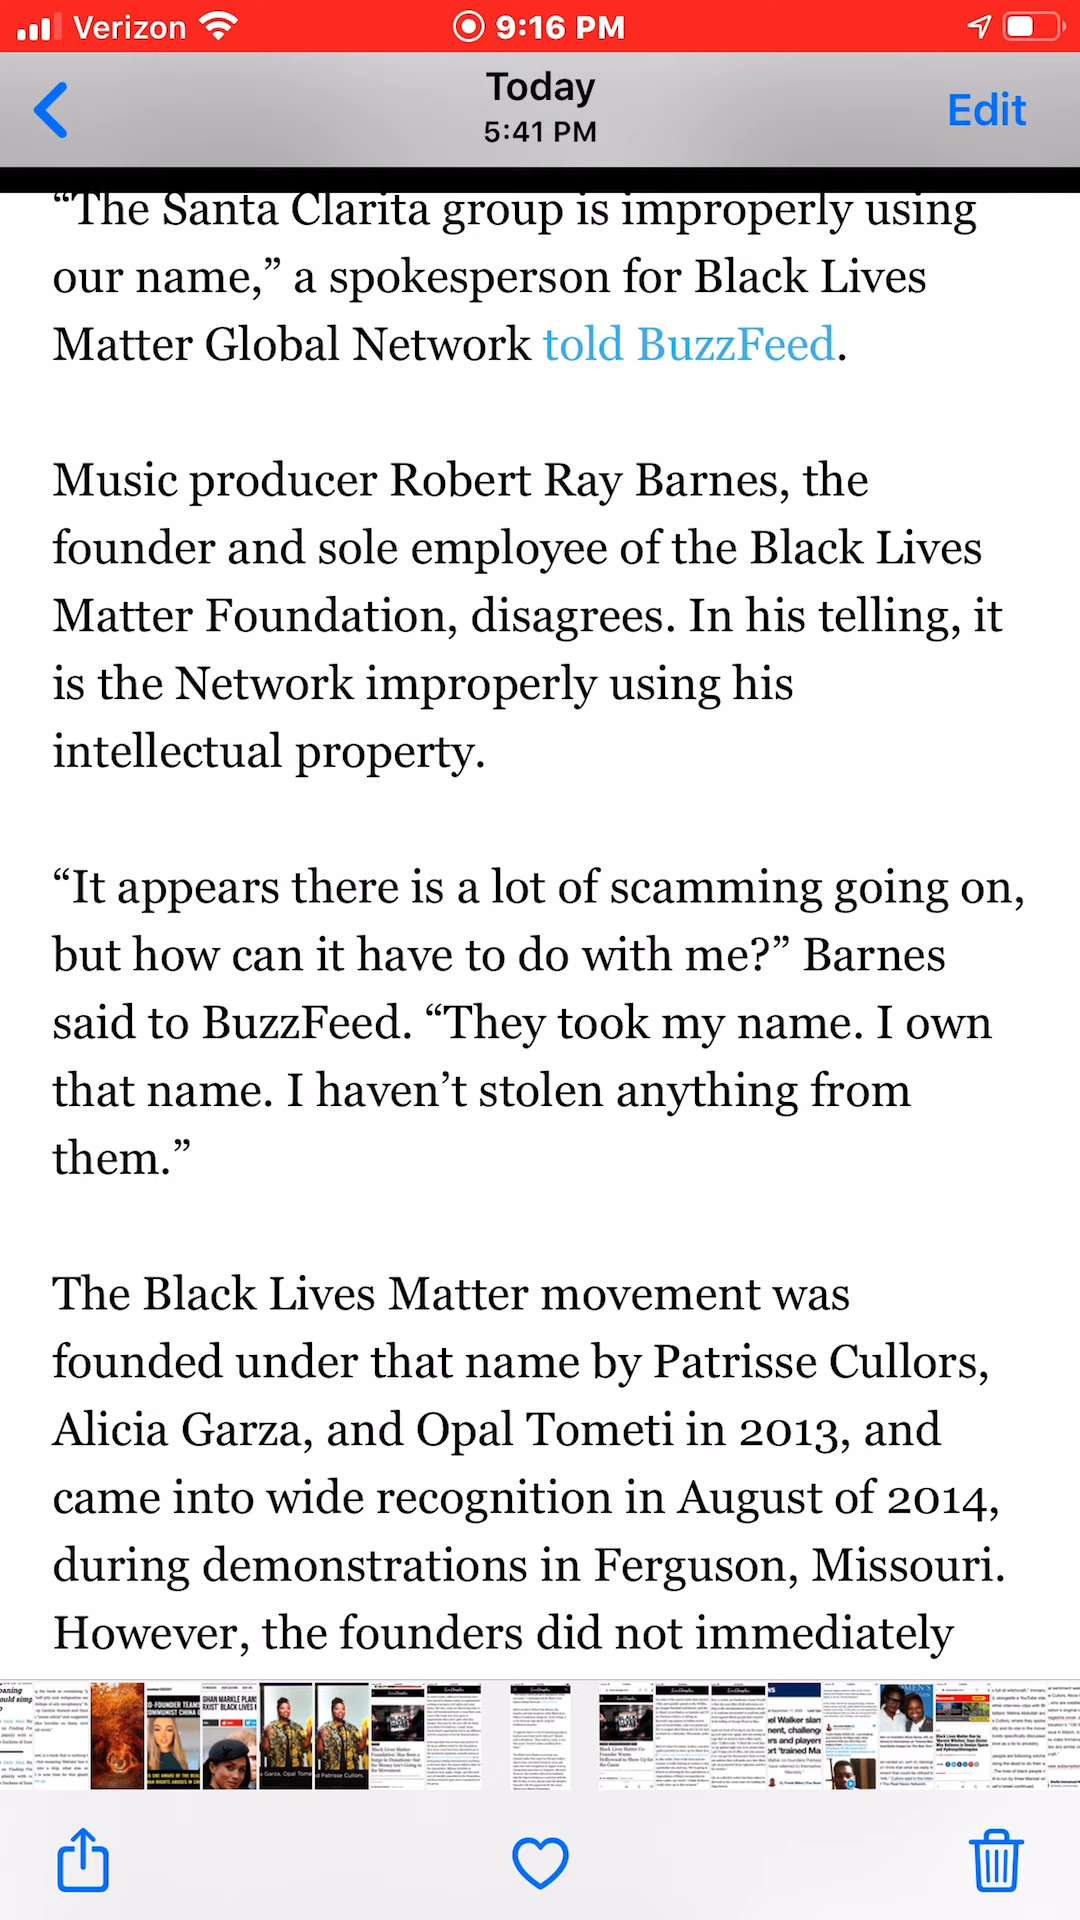 Verizon 9:16 PM
Today
5:41 PM
Edit
“The Santa Clarita group is improperly using
our name,” a spokesperson for Black Lives
Matter Global Network told BuzzFeed.
Music producer Robert Ray Barnes, the
founder and sole employee of the Black Lives
Matter Foundation, disagrees. In his telling, it
is the Network improperly using his
intellectual property.
“It appears there is a lot of scamming going on,
but how can it have to do with me?” Barnes
said to BuzzFeed. “They took my name. I own
that name. I haven’t stolen anything from
them.”
The Black Lives Matter movement was
founded under that name by Patrisse Cullors,
Alicia Garza, and Opal Tometi in 2013, and
came into wide recognition in August of 2014,
during demonstrations in Ferguson, Missouri.
However, the founders did not immediately